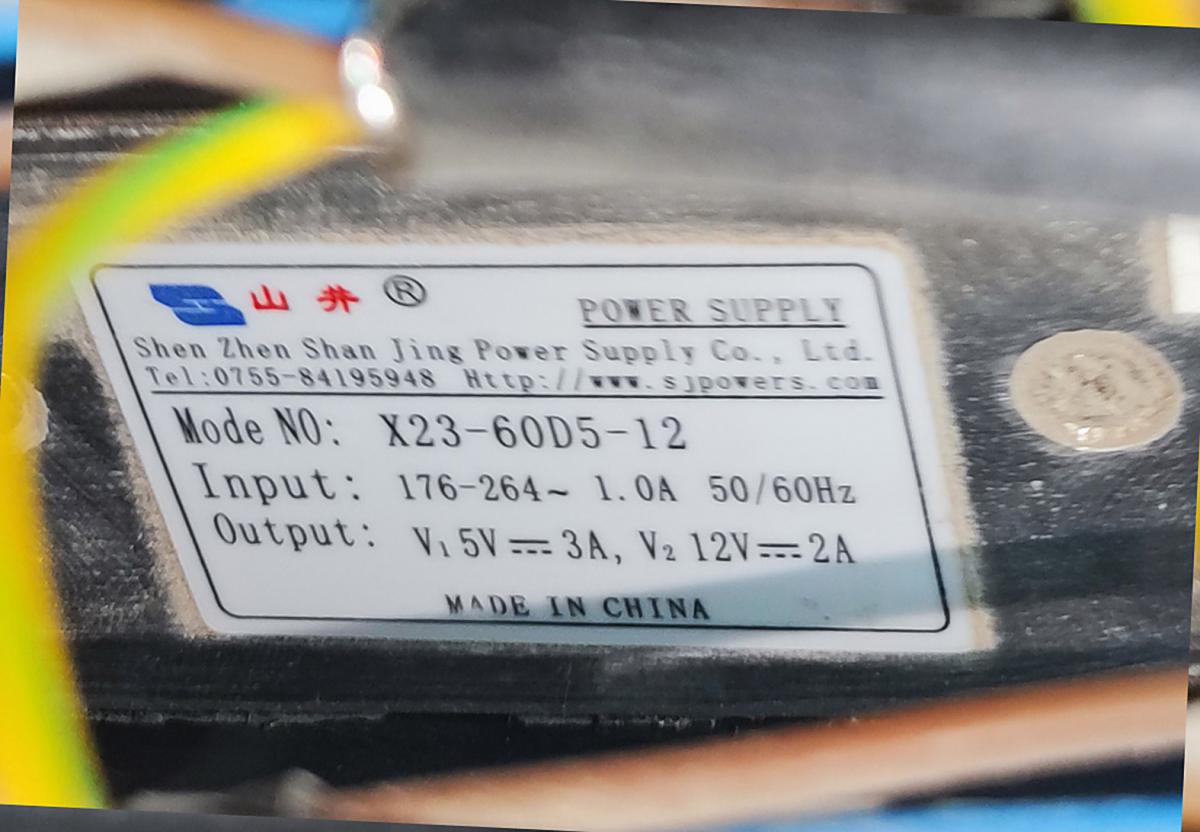 山井®
POWER SUPPLY
Shen Zhen Shan Jing Power Supply Co., Ltd.
Tel:0755-84195948 Http://www.sjpowers.com
Mode NO: X23-60D5-12
Input: 176-264~ 1.0A 50/60Hz
Output: V₁ 5V⎓3A, V₂ 12V⎓2A
MADE IN CHINA